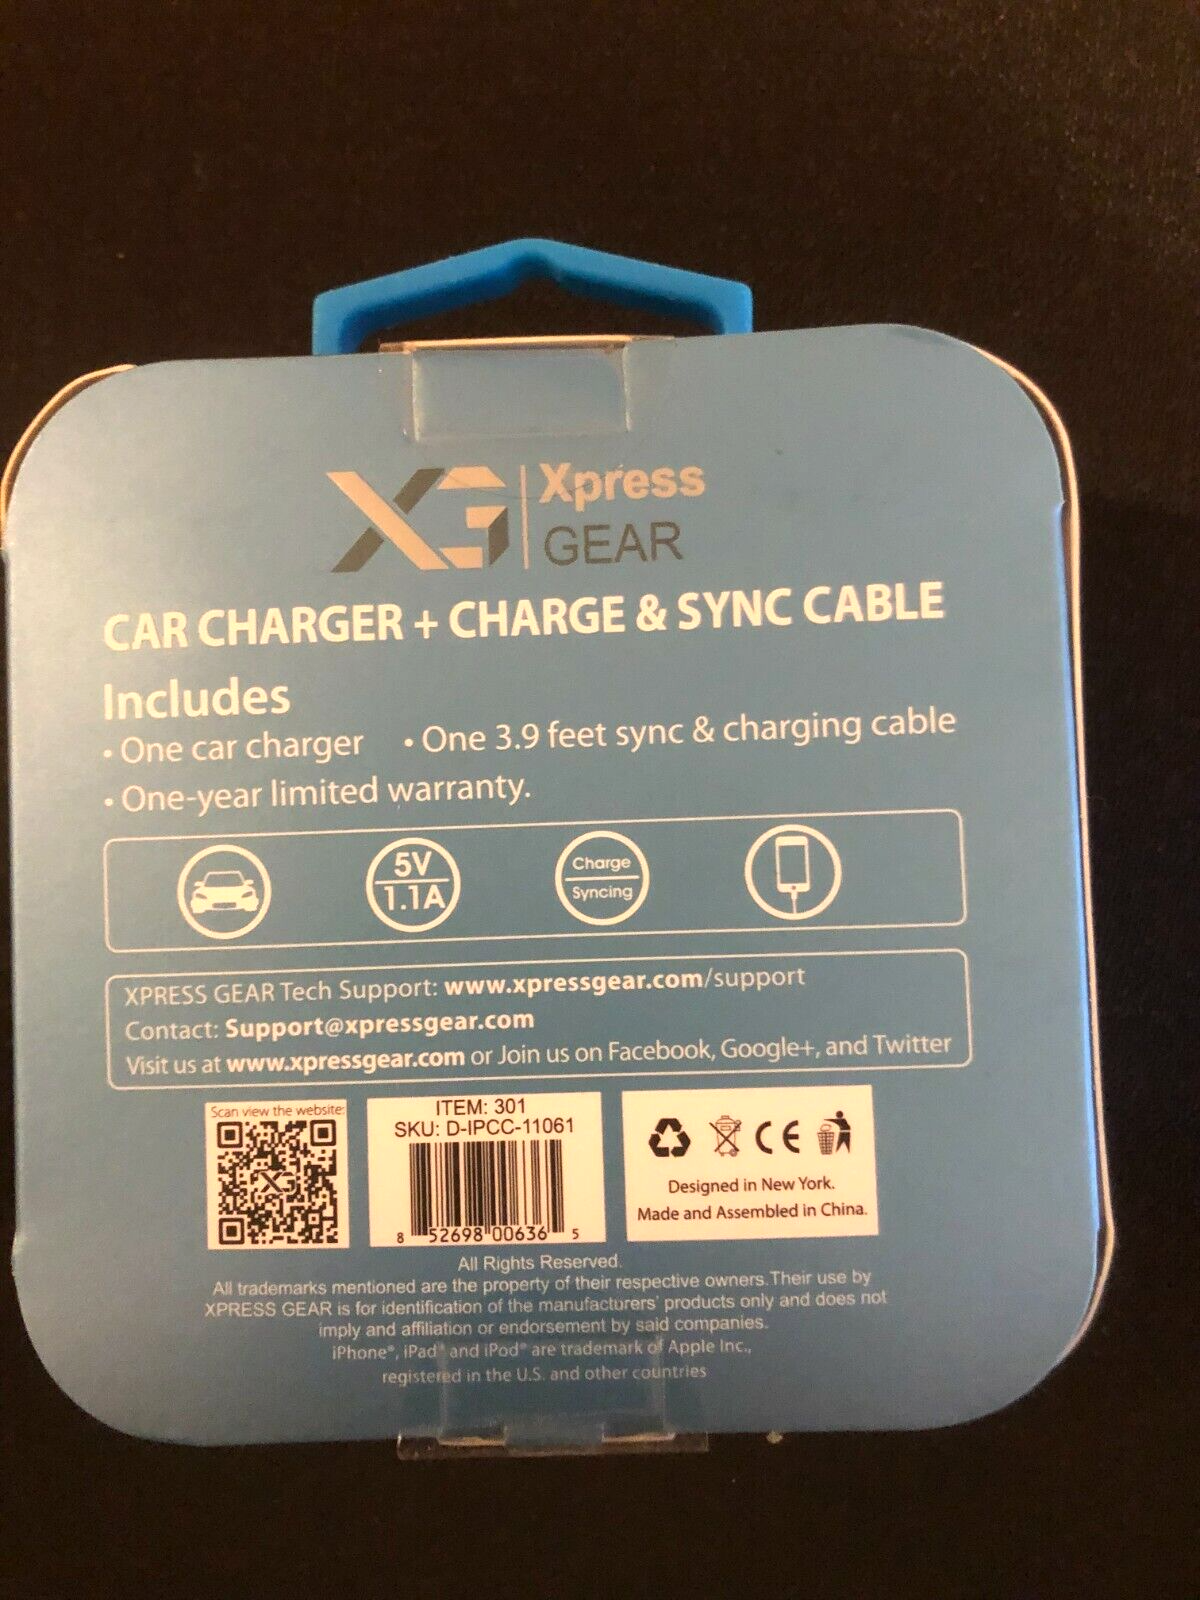 XG Xpress
GEAR
CAR CHARGER + CHARGE & SYNC CABLE
Includes
• One car charger • One 3.9 feet sync & charging cable
• One-year limited warranty.
5V
1.1A
Charge
Syncing
XPRESS GEAR Tech Support: www.xpressgear.com/support
Contact: Support@xpressgear.com
Visit us at www.xpressgear.com or Join us on Facebook, Google+, and Twitter
Scan view the website:
XG
ITEM: 301
SKU: D-IPCC-11061
8 52698 00636 5
CE
Designed in New York.
Made and Assembled in China.
All Rights Reserved.
All trademarks mentioned are the property of their respective owners. Their use by
XPRESS GEAR is for identification of the manufacturers' products only and does not
imply and affiliation or endorsement by said companies.
iPhone®, iPad® and iPod® are trademark of Apple Inc.,
registered in the U.S. and other countries